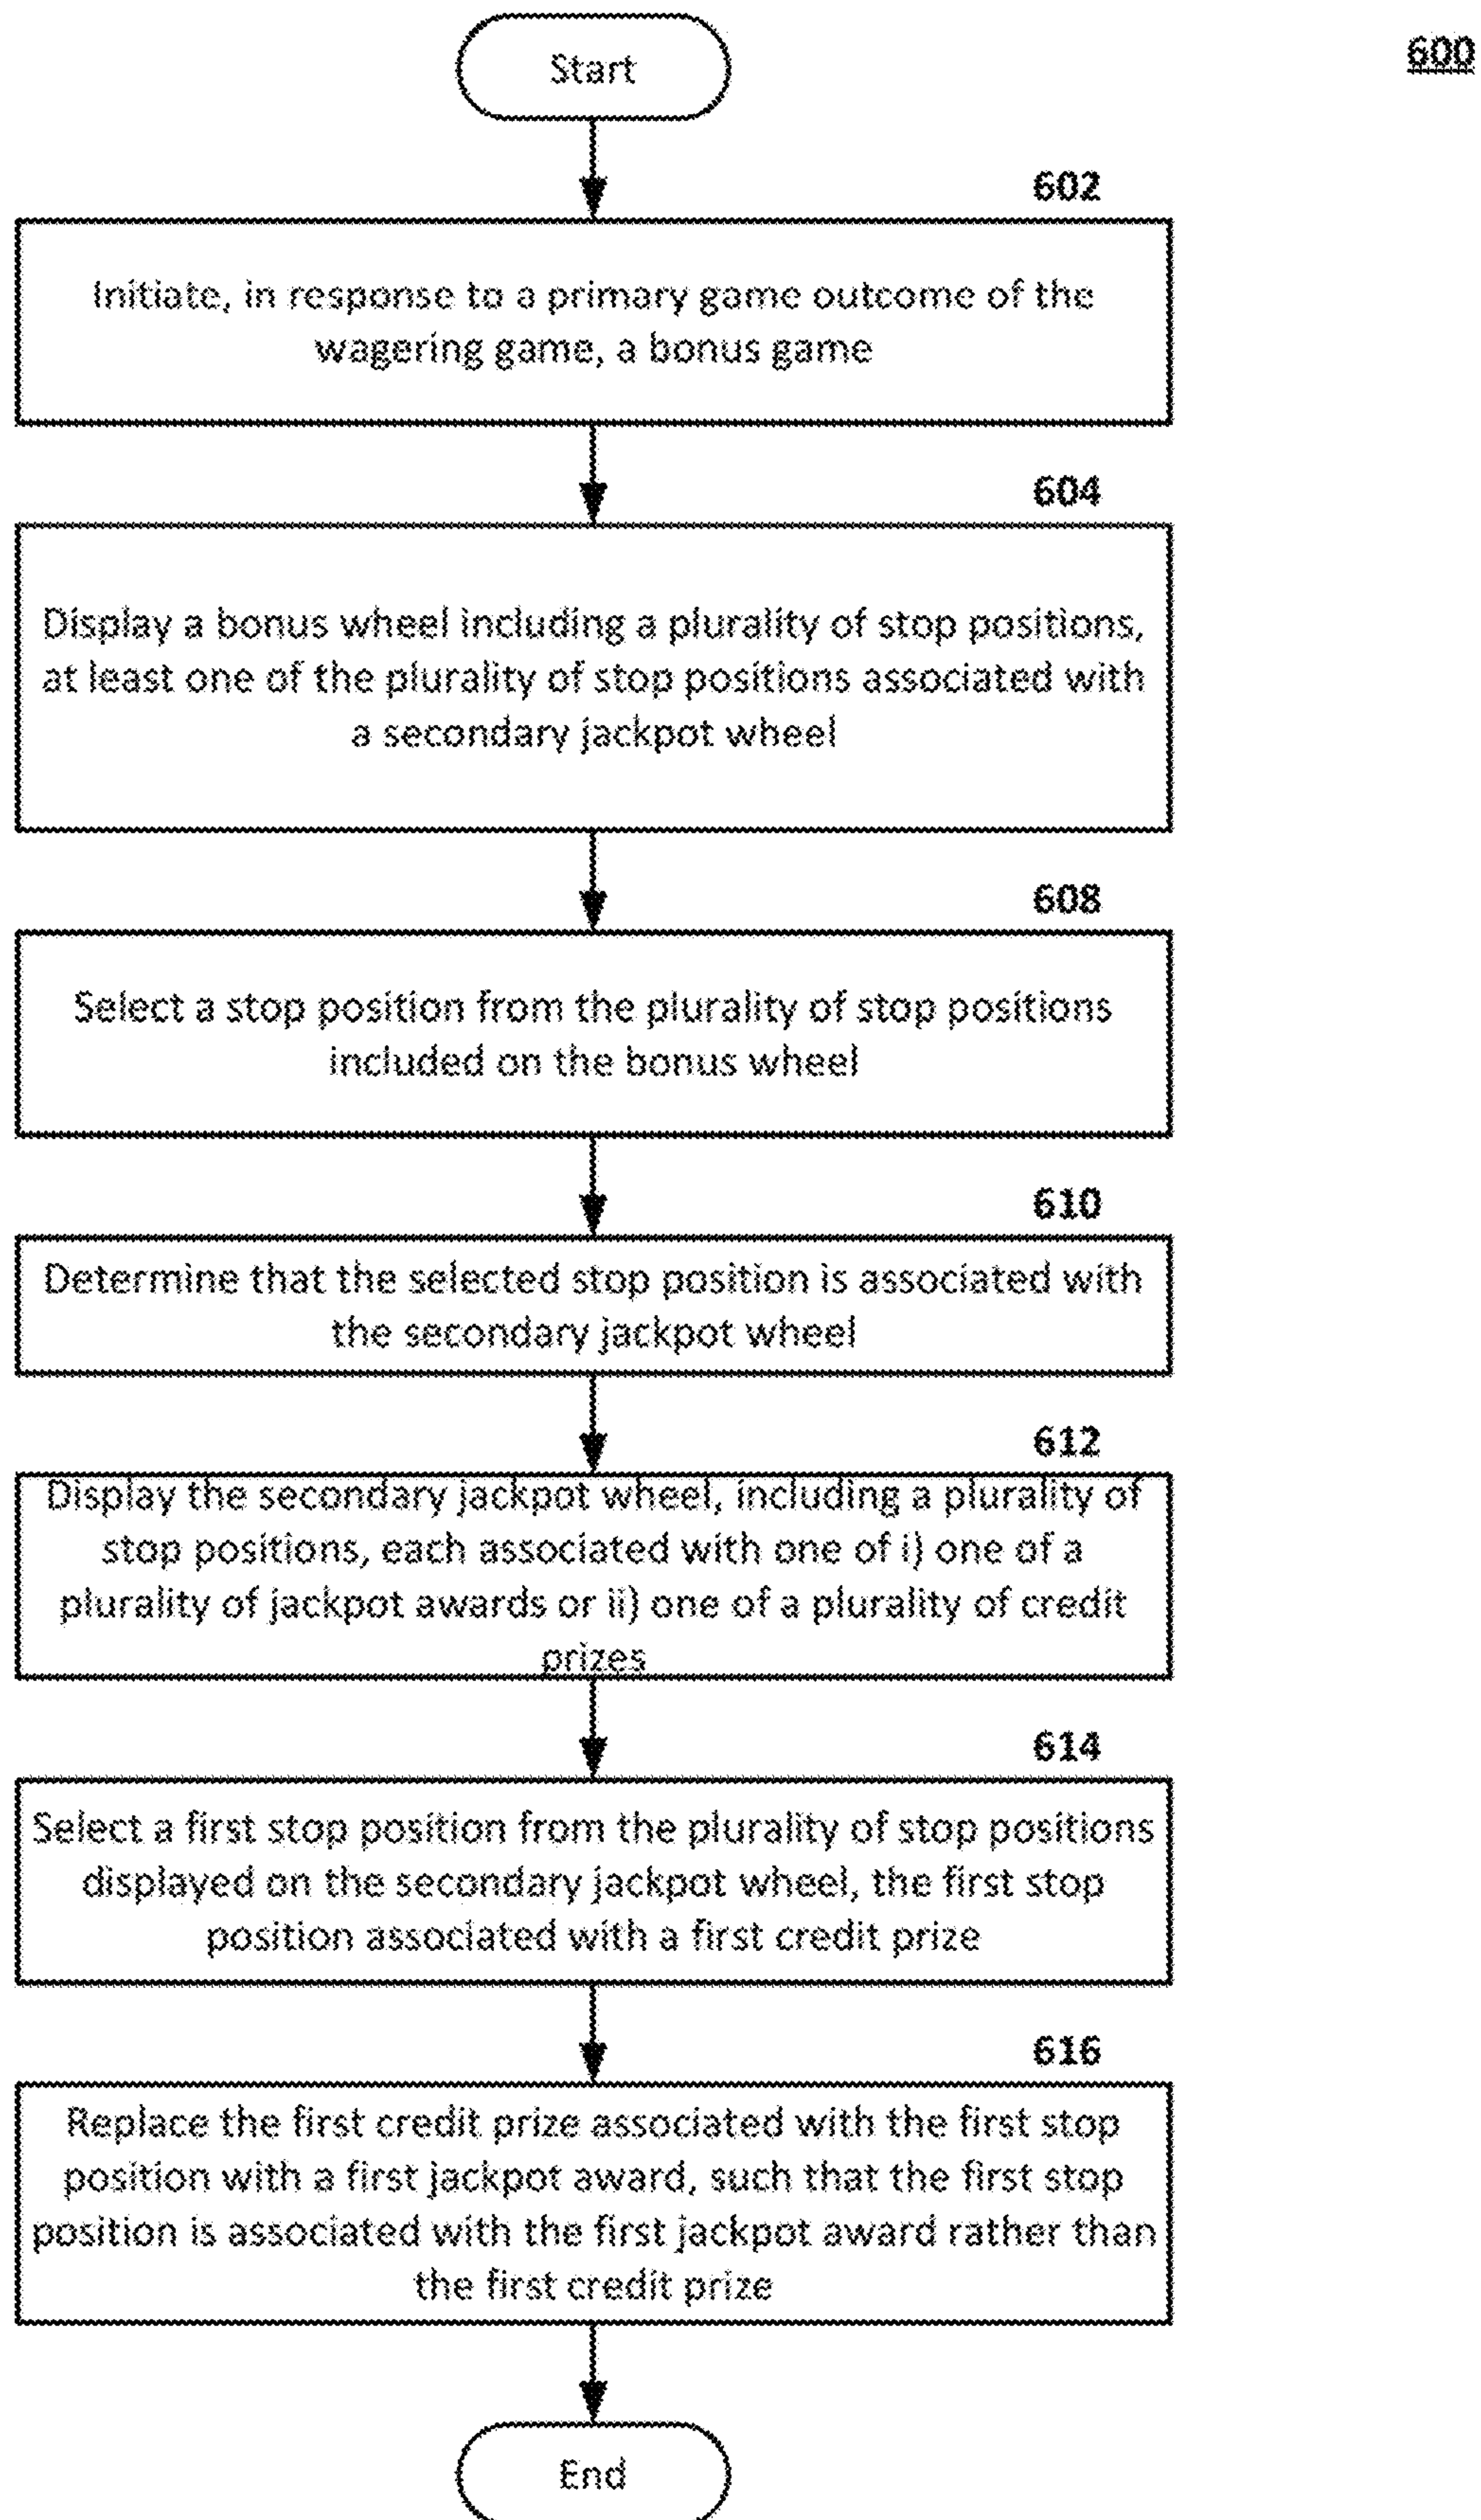 Start
600
602
Initiate, in response to a primary game outcome of the
wagering game, a bonus game
604
Display a bonus wheel including a plurality of stop positions,
at least one of the plurality of stop positions associated with
a secondary jackpot wheel
608
Select a stop position from the plurality of stop positions
included on the bonus wheel
610
Determine that the selected stop position is associated with
the secondary jackpot wheel
612
Display the secondary jackpot wheel, including a plurality of
stop positions, each associated with one of i) one of a
plurality of jackpot awards or ii) one of a plurality of credit
prizes
614
Select a first stop position from the plurality of stop positions
displayed on the secondary jackpot wheel, the first stop
position associated with a first credit prize
616
Replace the first credit prize associated with the first stop
position with a first jackpot award, such that the first stop
position is associated with the first jackpot award rather than
the first credit prize
End